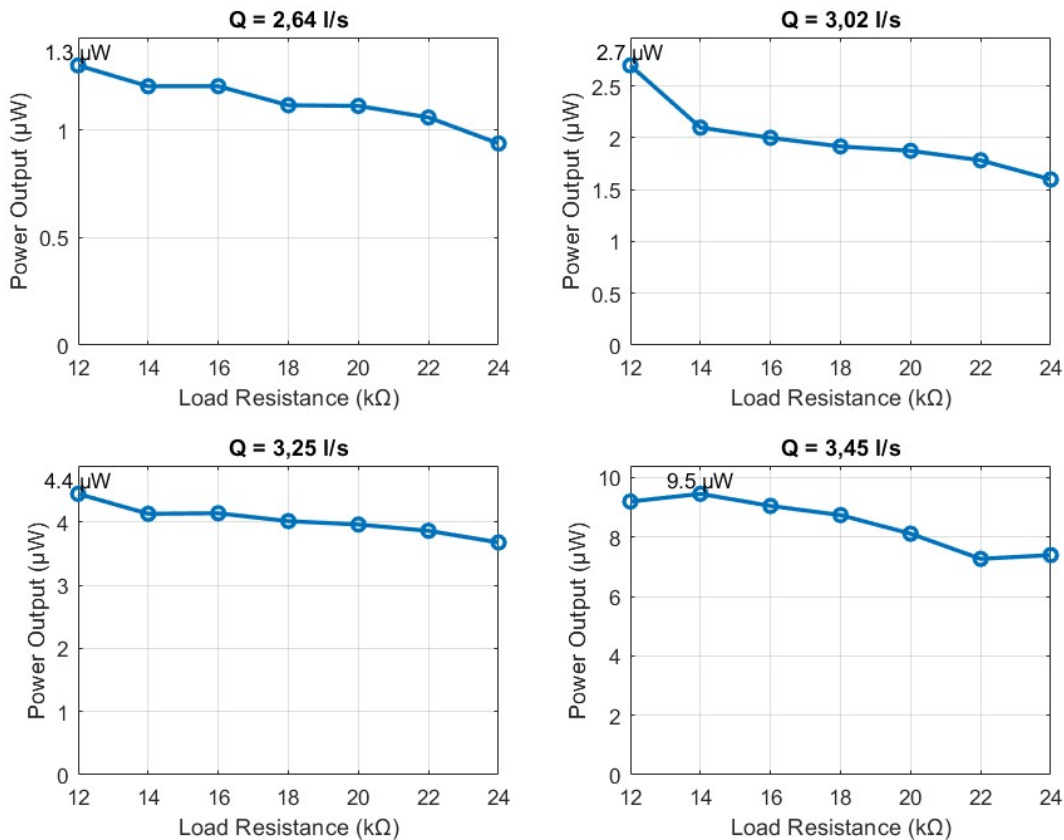 Q = 2,64 l/s
1.3 µW
1
0.5
0
Power Output (µW)
12 14 16 18 20 22 24
Load Resistance (kΩ)
Q = 3,02 l/s
2.7 µW
2.5
2
1.5
1
0.5
0
Power Output (µW)
12 14 16 18 20 22 24
Load Resistance (kΩ)
Q = 3,25 l/s
4.4 µW
4
3
2
1
0
Power Output (µW)
12 14 16 18 20 22 24
Load Resistance (kΩ)
Q = 3,45 l/s
9.5 µW
10
8
6
4
2
0
Power Output (µW)
12 14 16 18 20 22 24
Load Resistance (kΩ)